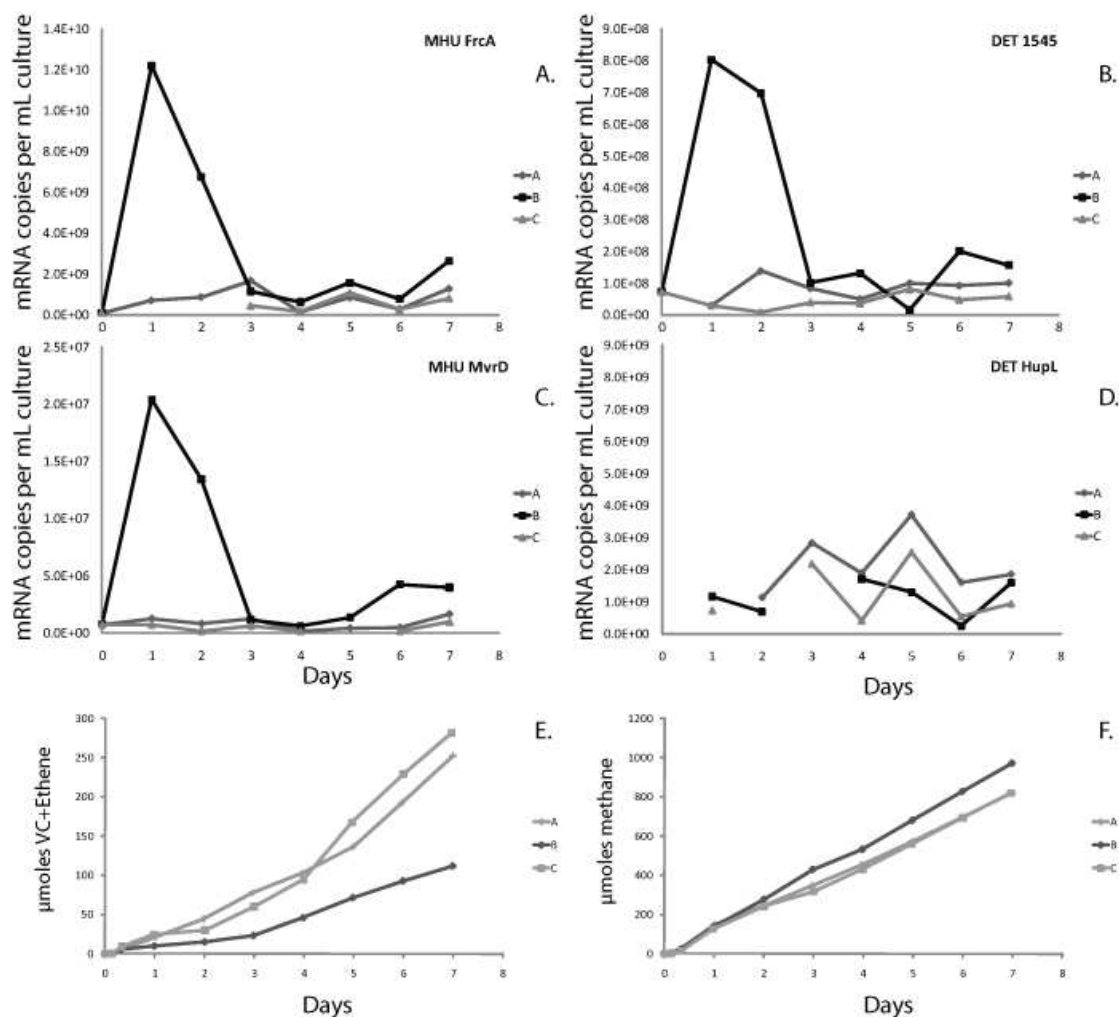 MHU FrcA
A.
mRNA copies per mL culture
1.4E+10
1.2E+10
1.0E+10
8.0E+09
6.0E+09
4.0E+09
2.0E+09
0.0E+00
0 1 2 3 4 5 6 7 8
A
B
C
DET 1545
B.
mRNA copies per mL culture
9.0E+08
8.0E+08
7.0E+08
6.0E+08
5.0E+08
4.0E+08
3.0E+08
2.0E+08
1.0E+08
0.0E+00
0 1 2 3 4 5 6 7 8
A
B
C
MHU MvrD
C.
mRNA copies per mL culture
2.5E+07
2.0E+07
1.5E+07
1.0E+07
5.0E+06
0.0E+00
0 1 2 3 4 5 6 7 8
Days
A
B
C
DET HupL
D.
mRNA copies per mL culture
9.0E+09
8.0E+09
7.0E+09
6.0E+09
5.0E+09
4.0E+09
3.0E+09
2.0E+09
1.0E+09
0.0E+00
0 1 2 3 4 5 6 7 8
Days
A
B
C
E.
μmoles VC+Ethene
300
250
200
150
100
50
0
0 1 2 3 4 5 6 7 8
Days
A
B
C
F.
μmoles methane
1200
1000
800
600
400
200
0
0 1 2 3 4 5 6 7 8
Days
A
B
C